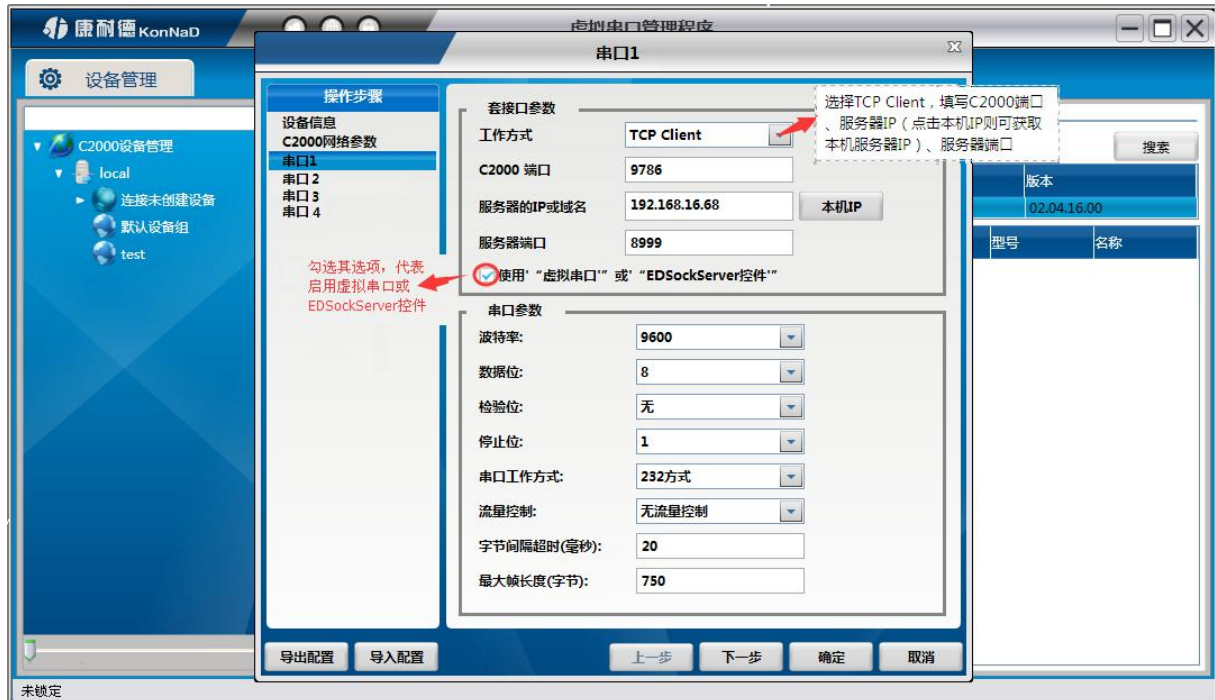 康耐德 KonNaD
虚拟串口管理程序
设备管理
C2000设备管理
local
连接未创建设备
默认设备组
test
搜索
版本
02.04.16.00
型号
名称
串口1
操作步骤
设备信息
C2000网络参数
串口1
串口 2
串口 3
串口 4
套接口参数
工作方式
TCP Client
C2000 端口
9786
服务器的IP或域名
192.168.16.68
本机IP
服务器端口
8999
使用' “虚拟串口'” 或' “EDSockServer控件'”
选择TCP Client，填写C2000端口
、服务器IP（点击本机IP则可获取
本机服务器IP）、服务器端口
勾选其选项，代表
启用虚拟串口或
EDSockServer控件
串口参数
波特率:
9600
数据位:
8
检验位:
无
停止位:
1
串口工作方式:
232方式
流量控制:
无流量控制
字节间隔超时(毫秒):
20
最大帧长度(字节):
750
导出配置
导入配置
上一步
下一步
确定
取消
未锁定